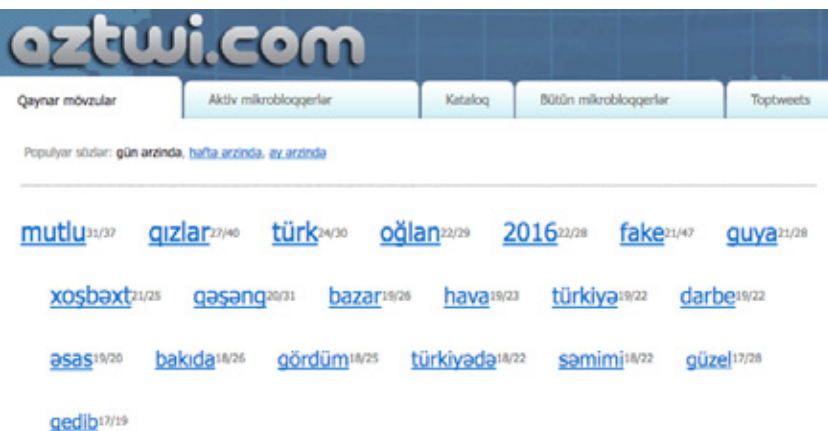 aztwi.com
Qaynar mövzular Aktiv mikrobloqqerlər Kataloq Bütün mikrobloqqerlər Toptweets
Populyar sözlər: gün ərzində, həftə ərzində, ay ərzində
mutlu31/37 qızlar27/40 türk24/30 oğlan22/29 2016 22/28 fake21/47 guya21/28
xoşbəxt21/25 qəşəng20/31 bazar19/26 hava19/23 türkiyə19/22 darbe19/22
əsas19/20 bakıda18/26 gördüm18/25 türkiyədə18/22 səmimi18/22 güzel17/28
gedib17/19